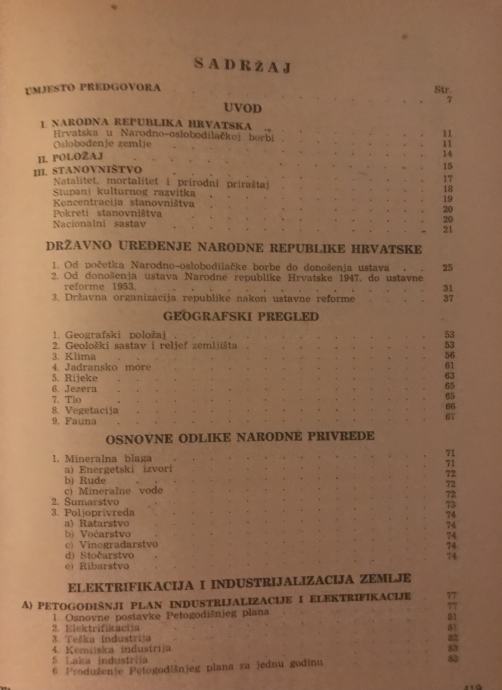 SADRŽAJ
Str.
UMJESTO PREDGOVORA 7
UVOD
I. NARODNA REPUBLIKA HRVATSKA 11
Hrvatska u Narodno-oslobodilačkoj borbi 11
Oslobođenje zemlje 14
II. POLOŽAJ 15
III. STANOVNIŠTVO 17
Natalitet, mortalitet i prirodni priraštaj 18
Stupanj kulturnog razvitka 19
Koncentracija stanovništva 20
Pokreti stanovništva 20
Nacionalni sastav 21
DRŽAVNO UREĐENJE NARODNE REPUBLIKE HRVATSKE
1. Od početka Narodno-oslobodilačke borbe do donošenja ustava 25
2. Od donošenja ustava Narodne republike Hrvatske 1947. do ustavne
reforme 1953. 31
3. Državna organizacija republike nakon ustavne reforme 37
GEOGRAFSKI PREGLED
1. Geografski položaj 53
2. Geološki sastav i reljef zemljišta 53
3. Klima 56
4. Jadransko more 61
5. Rijeke 63
6. Jezera 65
7. Tlo 65
8. Vegetacija 66
9. Fauna 67
OSNOVNE ODLIKE NARODNE PRIVREDE
1. Mineralna blaga 71
a) Energetski izvori 71
b) Rude 72
c) Mineralne vode 72
2. Šumarstvo 72
3. Poljoprivreda 73
a) Ratarstvo 74
b) Voćarstvo 74
c) Vinogradarstvo 74
d) Stočarstvo 74
e) Ribarstvo
ELEKTRIFIKACIJA I INDUSTRIJALIZACIJA ZEMLJE
A) PETOGODIŠNJI PLAN INDUSTRIJALIZACIJE I ELEKTRIFIKACIJE 77
1. Osnovne postavke Petogodišnjeg plana 77
2. Elektrifikacija 81
3. Teška industrija 81
4. Kemijska industrija 82
5. Laka industrija 83
6. Produženje Petogodišnjeg plana za jednu godinu 83